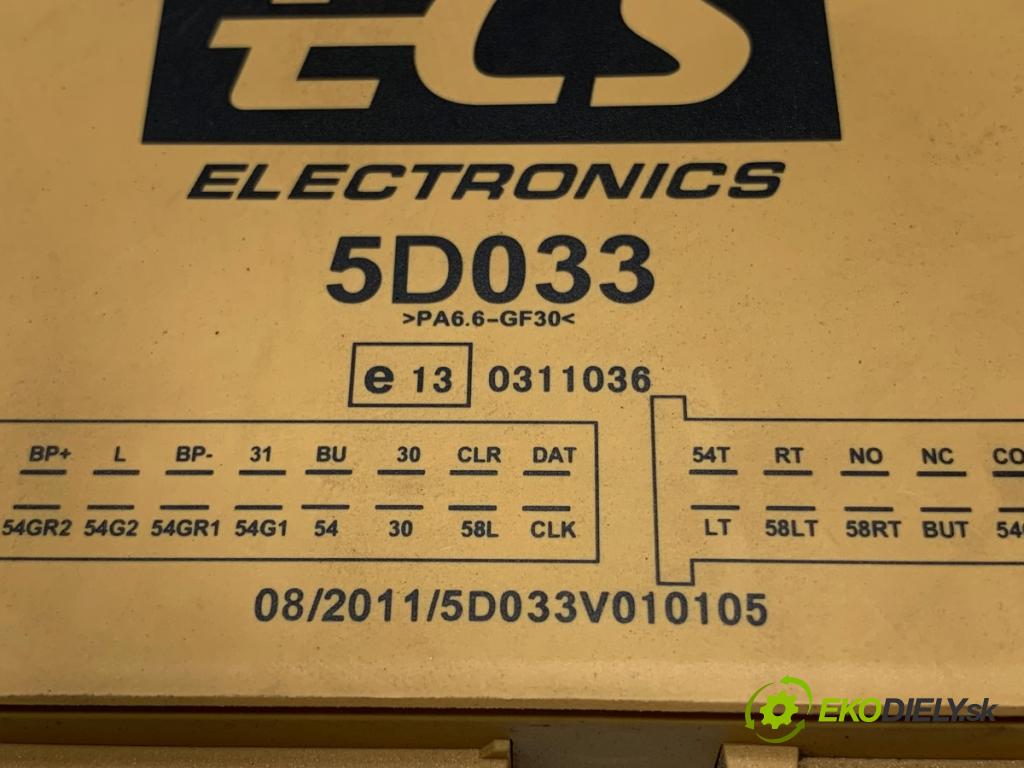 ECS
ELECTRONICS
5D033
>PA6.6-GF30<
e 13 0311036
BP+ L BP- 31 BU 30 CLR DAT
54GR2 54G2 54GR1 54G1 54 30 58L CLK
54T RT NO NC
LT 58LT 58RT BUT
08/2011/5D033V010105
EKODIELY.sk